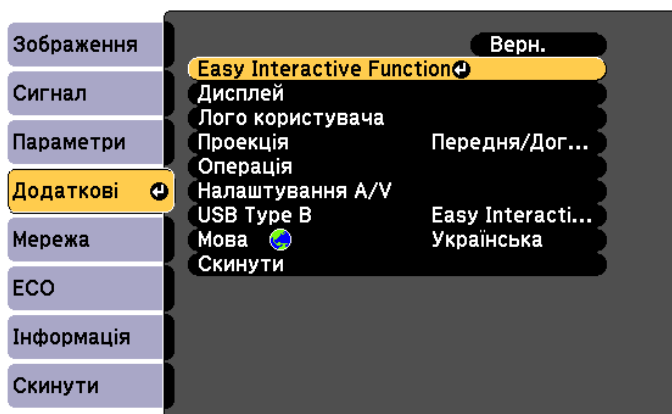 Зображення
Сигнал
Параметри
Додаткові
Мережа
ECO
Інформація
Скинути
Верн.
Easy Interactive Function
Дисплей
Лого користувача
Проекція Передня/Дог...
Операція
Налаштування A/V
USB Type B Easy Interacti...
Мова Українська
Скинути